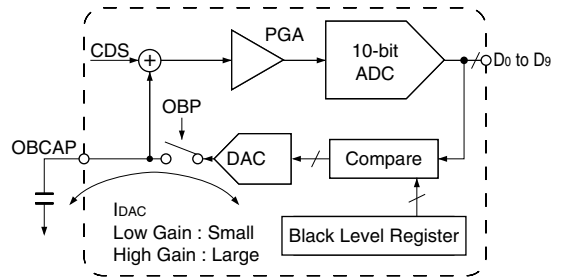 PGA
CDS
+
10-bit
ADC
D0 to D9
OBP
OBCAP
DAC
Compare
IDAC
Low Gain : Small
High Gain : Large
Black Level Register